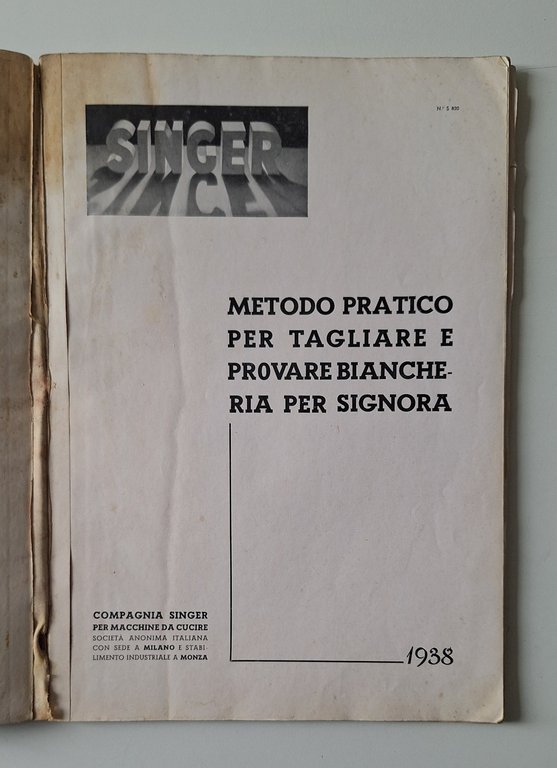 SINGER
N.° S 800
METODO PRATICO
PER TAGLIARE E
PROVARE BIANCHE-
RIA PER SIGNORA
COMPAGNIA SINGER
PER MACCHINE DA CUCIRE
SOCIETÀ ANONIMA ITALIANA
CON SEDE A MILANO E STABI-
LIMENTO INDUSTRIALE A MONZA
1938